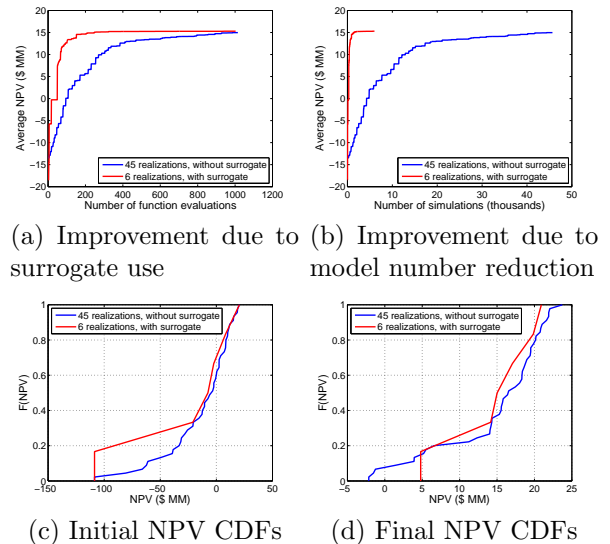 20
15
10
5
0
−5
−10
−15
−20
Average NPV ($ MM)
45 realizations, without surrogate
6 realizations, with surrogate
0 200 400 600 800 1000 1200
Number of function evaluations
(a) Improvement due to
surrogate use
20
15
10
5
0
−5
−10
−15
−20
Average NPV ($ MM)
45 realizations, without surrogate
6 realizations, with surrogate
0 10 20 30 40 50
Number of simulations (thousands)
(b) Improvement due to
model number reduction
1
0.8
0.6
0.4
0.2
0
F(NPV)
45 realizations, without surrogate
6 realizations, with surrogate
−150 −100 −50 0 50
NPV ($ MM)
(c) Initial NPV CDFs
1
0.8
0.6
0.4
0.2
0
F(NPV)
45 realizations, without surrogate
6 realizations, with surrogate
−5 0 5 10 15 20 25
NPV ($ MM)
(d) Final NPV CDFs